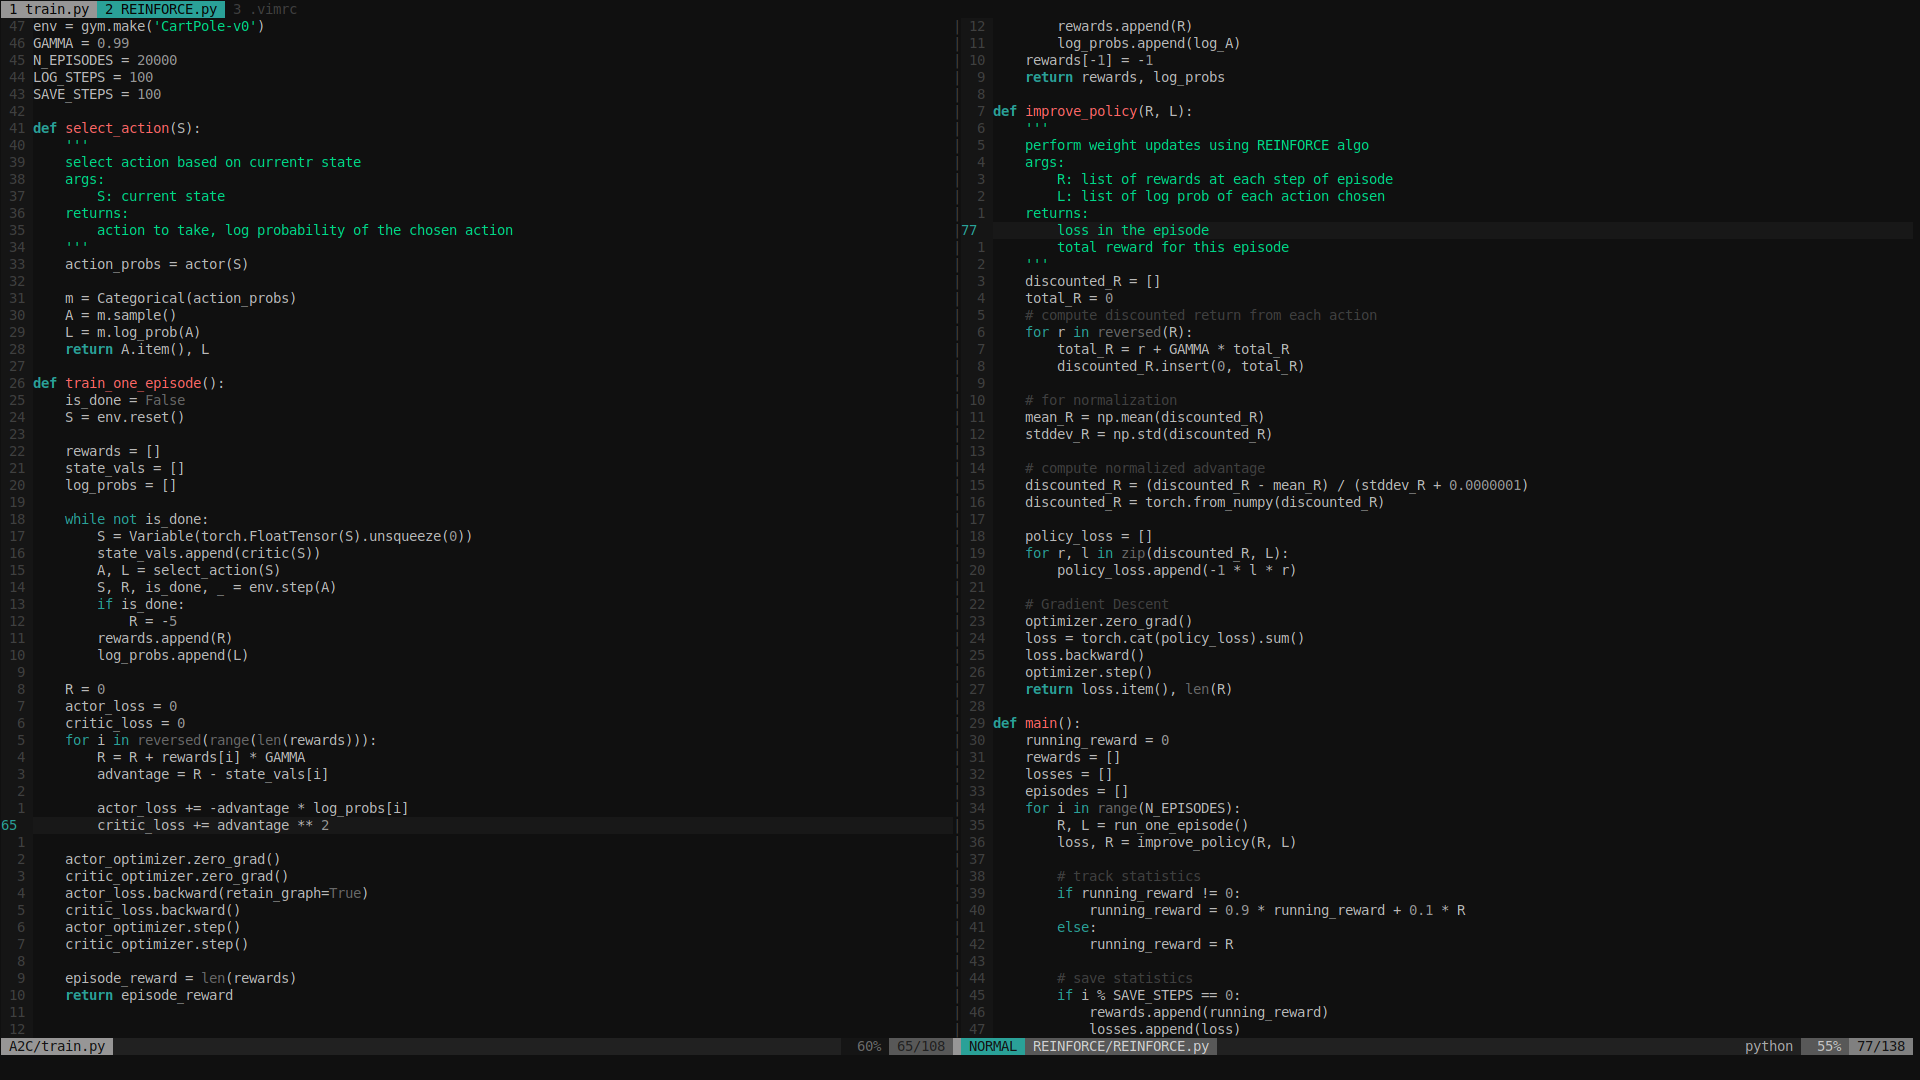 1 train.py 2 REINFORCE.py 3 .vimrc
47 env = gym.make('CartPole-v0')
46 GAMMA = 0.99
45 N_EPISODES = 20000
44 LOG_STEPS = 100
43 SAVE_STEPS = 100
42
41 def select_action(S):
40     '''
39     select action based on currentr state
38     args:
37         S: current state
36     returns:
35         action to take, log probability of the chosen action
34     '''
33     action_probs = actor(S)
32
31     m = Categorical(action_probs)
30     A = m.sample()
29     L = m.log_prob(A)
28     return A.item(), L
27
26 def train_one_episode():
25     is_done = False
24     S = env.reset()
23
22     rewards = []
21     state_vals = []
20     log_probs = []
19
18     while not is_done:
17         S = Variable(torch.FloatTensor(S).unsqueeze(0))
16         state_vals.append(critic(S))
15         A, L = select_action(S)
14         S, R, is_done, _ = env.step(A)
13         if is_done:
12             R = -5
11         rewards.append(R)
10         log_probs.append(L)
9
8     R = 0
7     actor_loss = 0
6     critic_loss = 0
5     for i in reversed(range(len(rewards))):
4         R = R + rewards[i] * GAMMA
3         advantage = R - state_vals[i]
2
1         actor_loss += -advantage * log_probs[i]
65         critic_loss += advantage ** 2
1
2     actor_optimizer.zero_grad()
3     critic_optimizer.zero_grad()
4     actor_loss.backward(retain_graph=True)
5     critic_loss.backward()
6     actor_optimizer.step()
7     critic_optimizer.step()
8
9     episode_reward = len(rewards)
10     return episode_reward
11
12
A2C/train.py 60% 65/108
12         rewards.append(R)
11         log_probs.append(log_A)
10     rewards[-1] = -1
9     return rewards, log_probs
8
7 def improve_policy(R, L):
6     '''
5     perform weight updates using REINFORCE algo
4     args:
3         R: list of rewards at each step of episode
2         L: list of log prob of each action chosen
1     returns:
77         loss in the episode
1         total reward for this episode
2     '''
3     discounted_R = []
4     total_R = 0
5     # compute discounted return from each action
6     for r in reversed(R):
7         total_R = r + GAMMA * total_R
8         discounted_R.insert(0, total_R)
9
10     # for normalization
11     mean_R = np.mean(discounted_R)
12     stddev_R = np.std(discounted_R)
13
14     # compute normalized advantage
15     discounted_R = (discounted_R - mean_R) / (stddev_R + 0.0000001)
16     discounted_R = torch.from_numpy(discounted_R)
17
18     policy_loss = []
19     for r, l in zip(discounted_R, L):
20         policy_loss.append(-1 * l * r)
21
22     # Gradient Descent
23     optimizer.zero_grad()
24     loss = torch.cat(policy_loss).sum()
25     loss.backward()
26     optimizer.step()
27     return loss.item(), len(R)
28
29 def main():
30     running_reward = 0
31     rewards = []
32     losses = []
33     episodes = []
34     for i in range(N_EPISODES):
35         R, L = run_one_episode()
36         loss, R = improve_policy(R, L)
37
38         # track statistics
39         if running_reward != 0:
40             running_reward = 0.9 * running_reward + 0.1 * R
41         else:
42             running_reward = R
43
44         # save statistics
45         if i % SAVE_STEPS == 0:
46             rewards.append(running_reward)
47             losses.append(loss)
NORMAL REINFORCE/REINFORCE.py python 55% 77/138